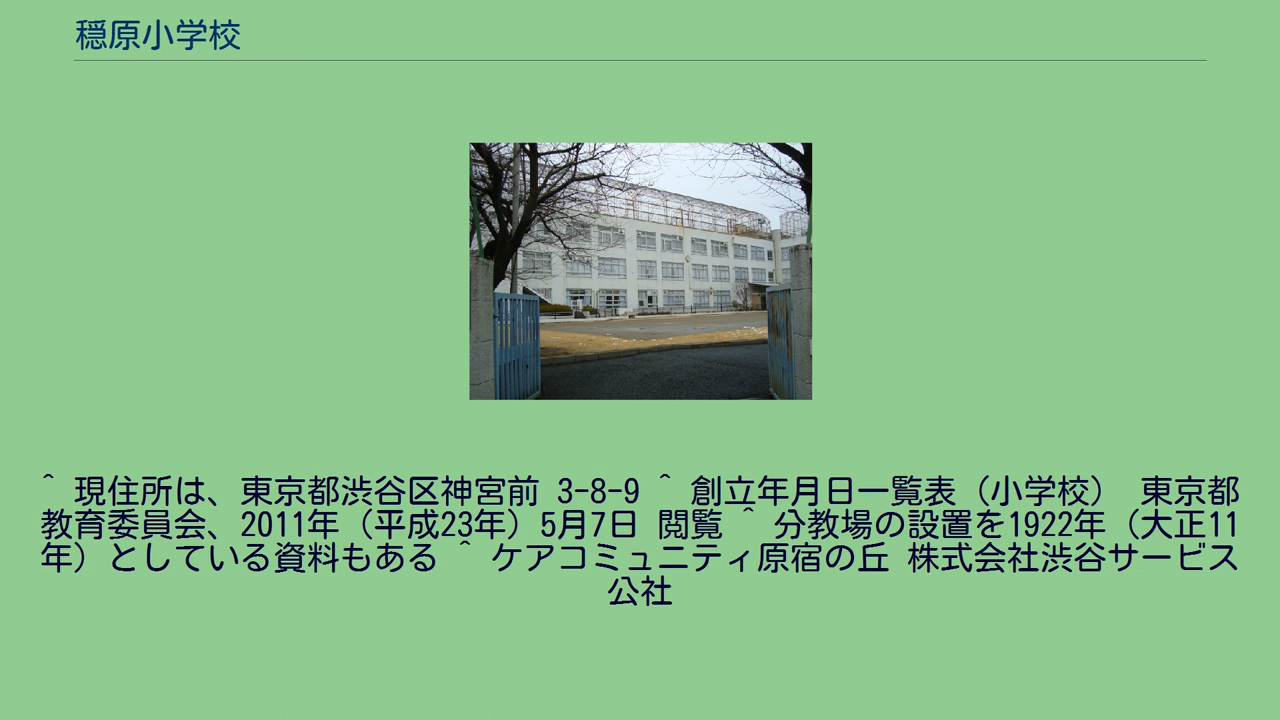 穏原小学校
^ 現住所は、東京都渋谷区神宮前 3-8-9 ^ 創立年月日一覧表（小学校） 東京都
教育委員会、2011年（平成23年）5月7日 閲覧 ^ 分教場の設置を1922年（大正11
年）としている資料もある ^ ケアコミュニティ原宿の丘 株式会社渋谷サービス
公社